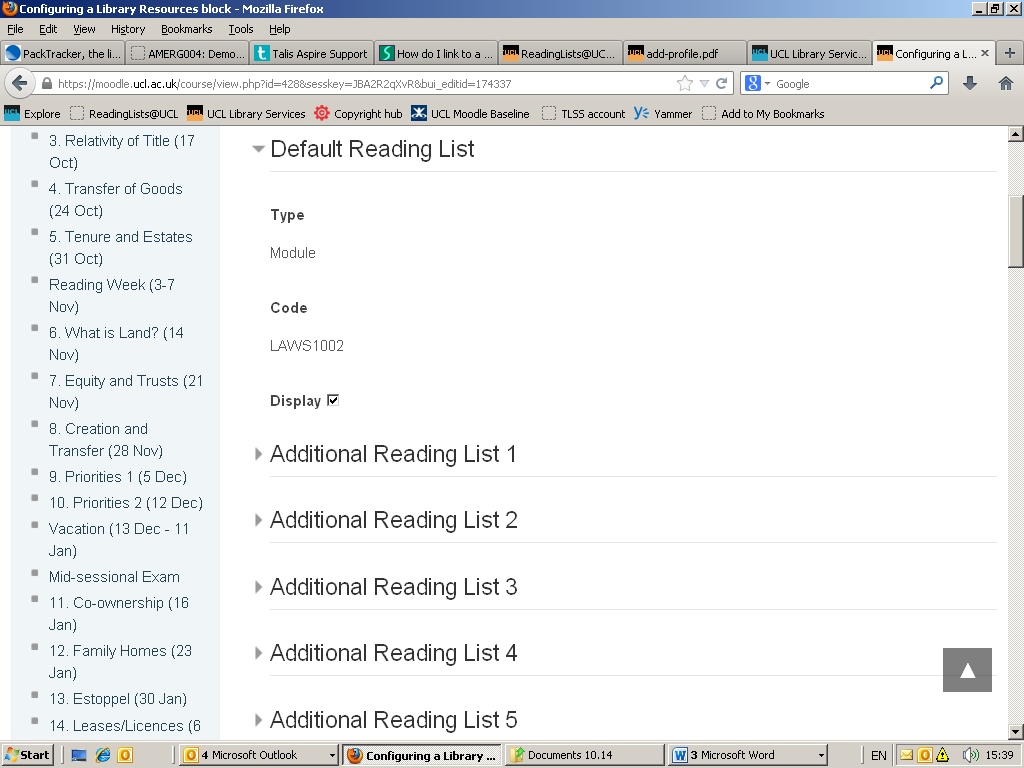 Configuring a Library Resources block - Mozilla Firefox
File Edit View History Bookmarks Tools Help
PackTracker, the li... AMERG004: Demo... Talis Aspire Support How do I link to a ... ReadingLists@UC... add-profile.pdf UCL Library Servic... Configuring a L...
https://moodle.ucl.ac.uk/course/view.php?id=428&sesskey=JBA2R2qXvR&bui_editid=174337 Google
Explore ReadingLists@UCL UCL Library Services Copyright hub UCL Moodle Baseline TLSS account Yammer Add to My Bookmarks
3. Relativity of Title (17
Oct)
4. Transfer of Goods
(24 Oct)
5. Tenure and Estates
(31 Oct)
Reading Week (3-7
Nov)
6. What is Land? (14
Nov)
7. Equity and Trusts (21
Nov)
8. Creation and
Transfer (28 Nov)
9. Priorities 1 (5 Dec)
10. Priorities 2 (12 Dec)
Vacation (13 Dec - 11
Jan)
Mid-sessional Exam
11. Co-ownership (16
Jan)
12. Family Homes (23
Jan)
13. Estoppel (30 Jan)
14. Leases/Licences (6
Default Reading List
Type
Module
Code
LAWS1002
Display
Additional Reading List 1
Additional Reading List 2
Additional Reading List 3
Additional Reading List 4
Additional Reading List 5
Start 4 Microsoft Outlook Configuring a Library ... Documents 10.14 3 Microsoft Word EN 15:39